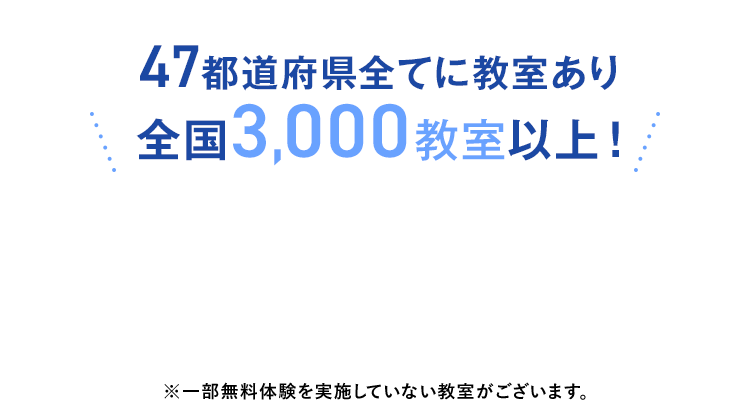 47都道府県全てに教室あり
全国3,000教室以上！
※一部無料体験を実施していない教室がございます。